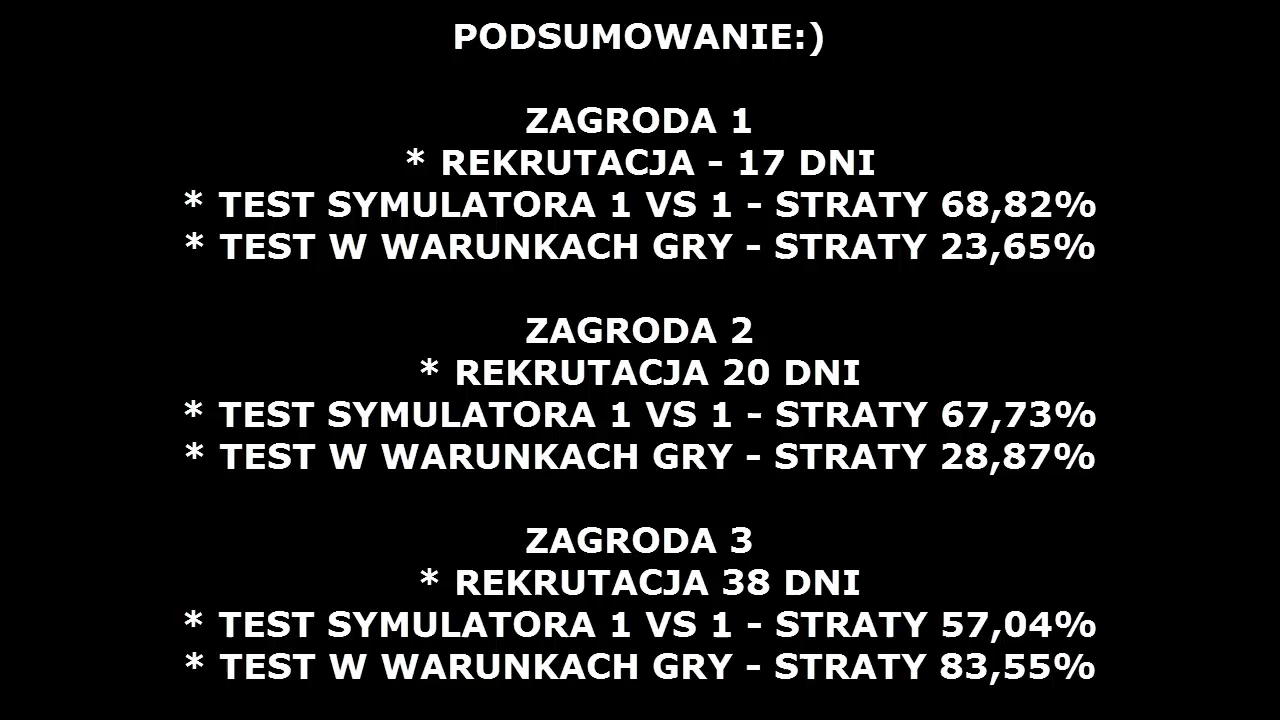 PODSUMOWANIE:)
ZAGRODA 1
* REKRUTACJA - 17 DNI
* TEST SYMULATORA 1 VS 1 - STRATY 68,82%
* TEST W WARUNKACH GRY - STRATY 23,65%
ZAGRODA 2
* REKRUTACJA 20 DNI
* TEST SYMULATORA 1 VS 1 - STRATY 67,73%
* TEST W WARUNKACH GRY - STRATY 28,87%
ZAGRODA 3
* REKRUTACJA 38 DNI
* TEST SYMULATORA 1 VS 1 - STRATY 57,04%
* TEST W WARUNKACH GRY - STRATY 83,55%